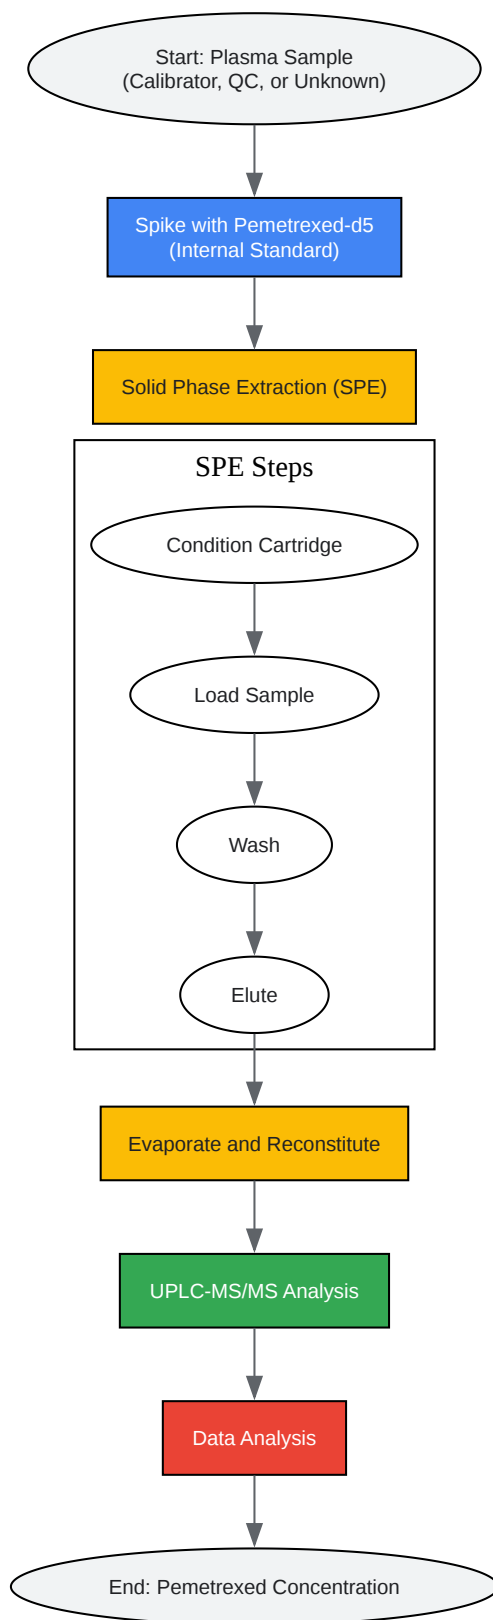 Start: Plasma Sample
(Calibrator, QC, or Unknown)
Spike with Pemetrexed-d5
(Internal Standard)
Solid Phase Extraction (SPE)
SPE Steps
Condition Cartridge
Load Sample
Wash
Elute
Evaporate and Reconstitute
UPLC-MS/MS Analysis
Data Analysis
End: Pemetrexed Concentration